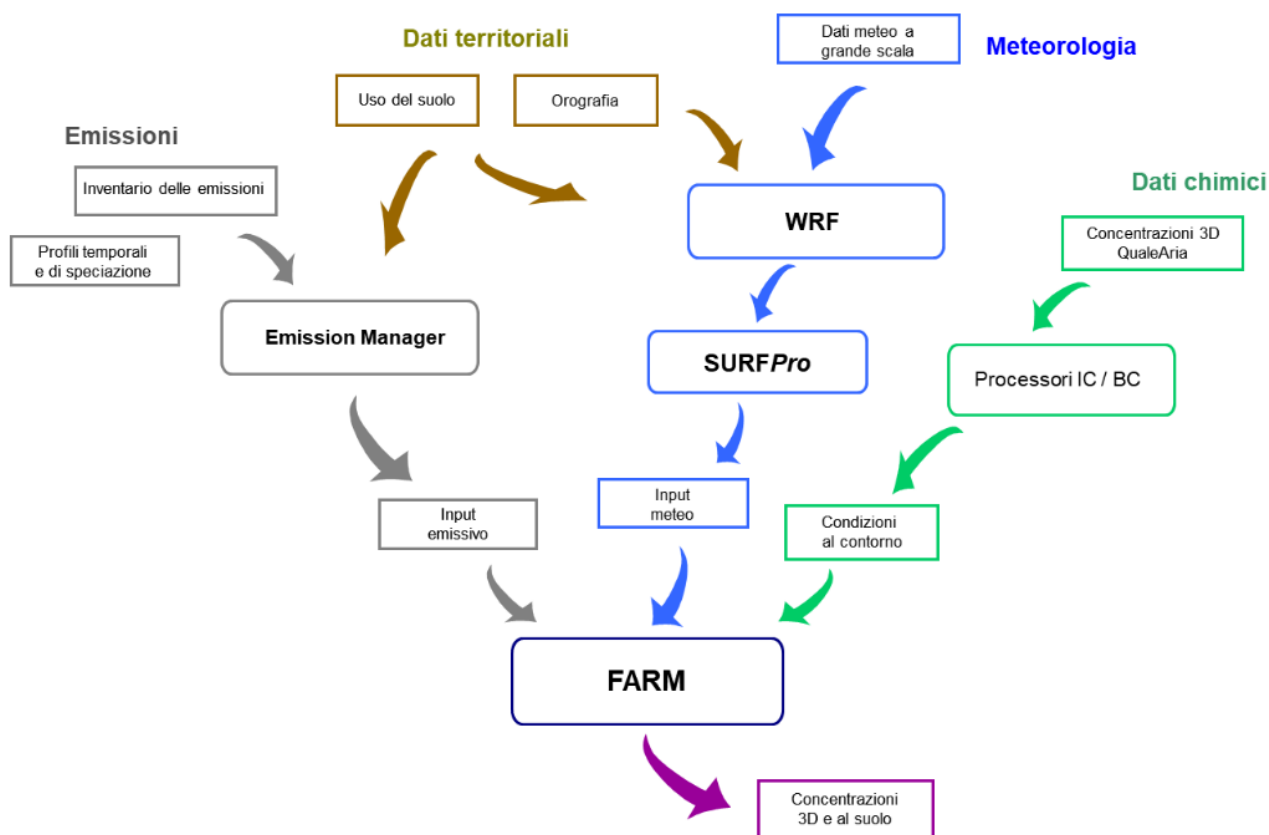 Dati territoriali
Dati meteo a
grande scala
Meteorologia
Uso del suolo
Orografia
Emissioni
Inventario delle emissioni
Profili temporali
e di speciazione
WRF
Dati chimici
Concentrazioni 3D
QualeAria
Emission Manager
SURFPro
Processori IC / BC
Input
emissivo
Input
meteo
Condizioni
al contorno
FARM
Concentrazioni
3D e al suolo